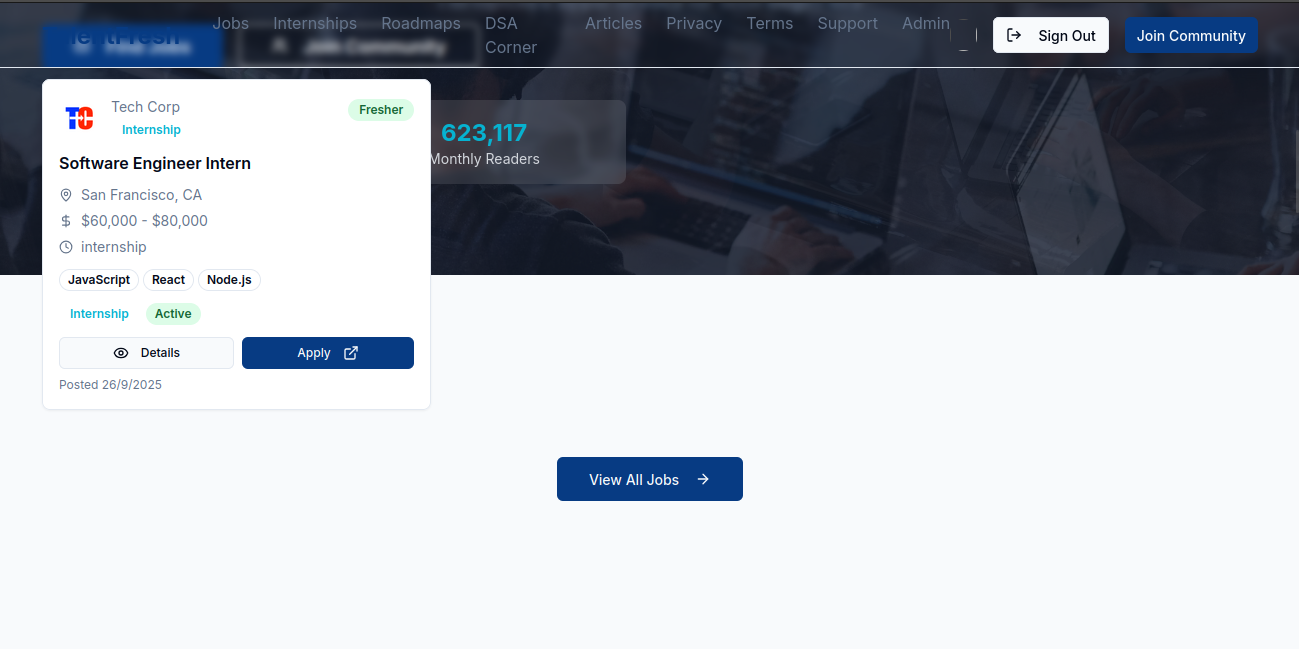 Jobs Internships Roadmaps DSA Corner Articles Privacy Terms Support Admin
Sign Out
Join Community
Find Jobs
Join Community
Tech Corp
Fresher
Internship
TC
623,117
Monthly Readers
Software Engineer Intern
San Francisco, CA
$60,000 - $80,000
internship
JavaScript React Node.js
Internship Active
Details
Apply
Posted 26/9/2025
View All Jobs